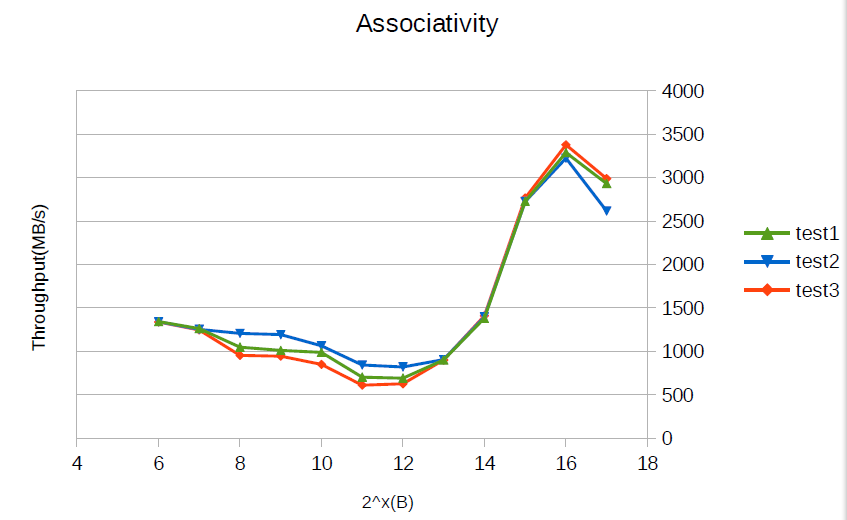 Associativity
Throughput(MB/s)
4000
3500
3000
2500
2000
1500
1000
500
0
4 6 8 10 12 14 16 18
2^x(B)
test1
test2
test3